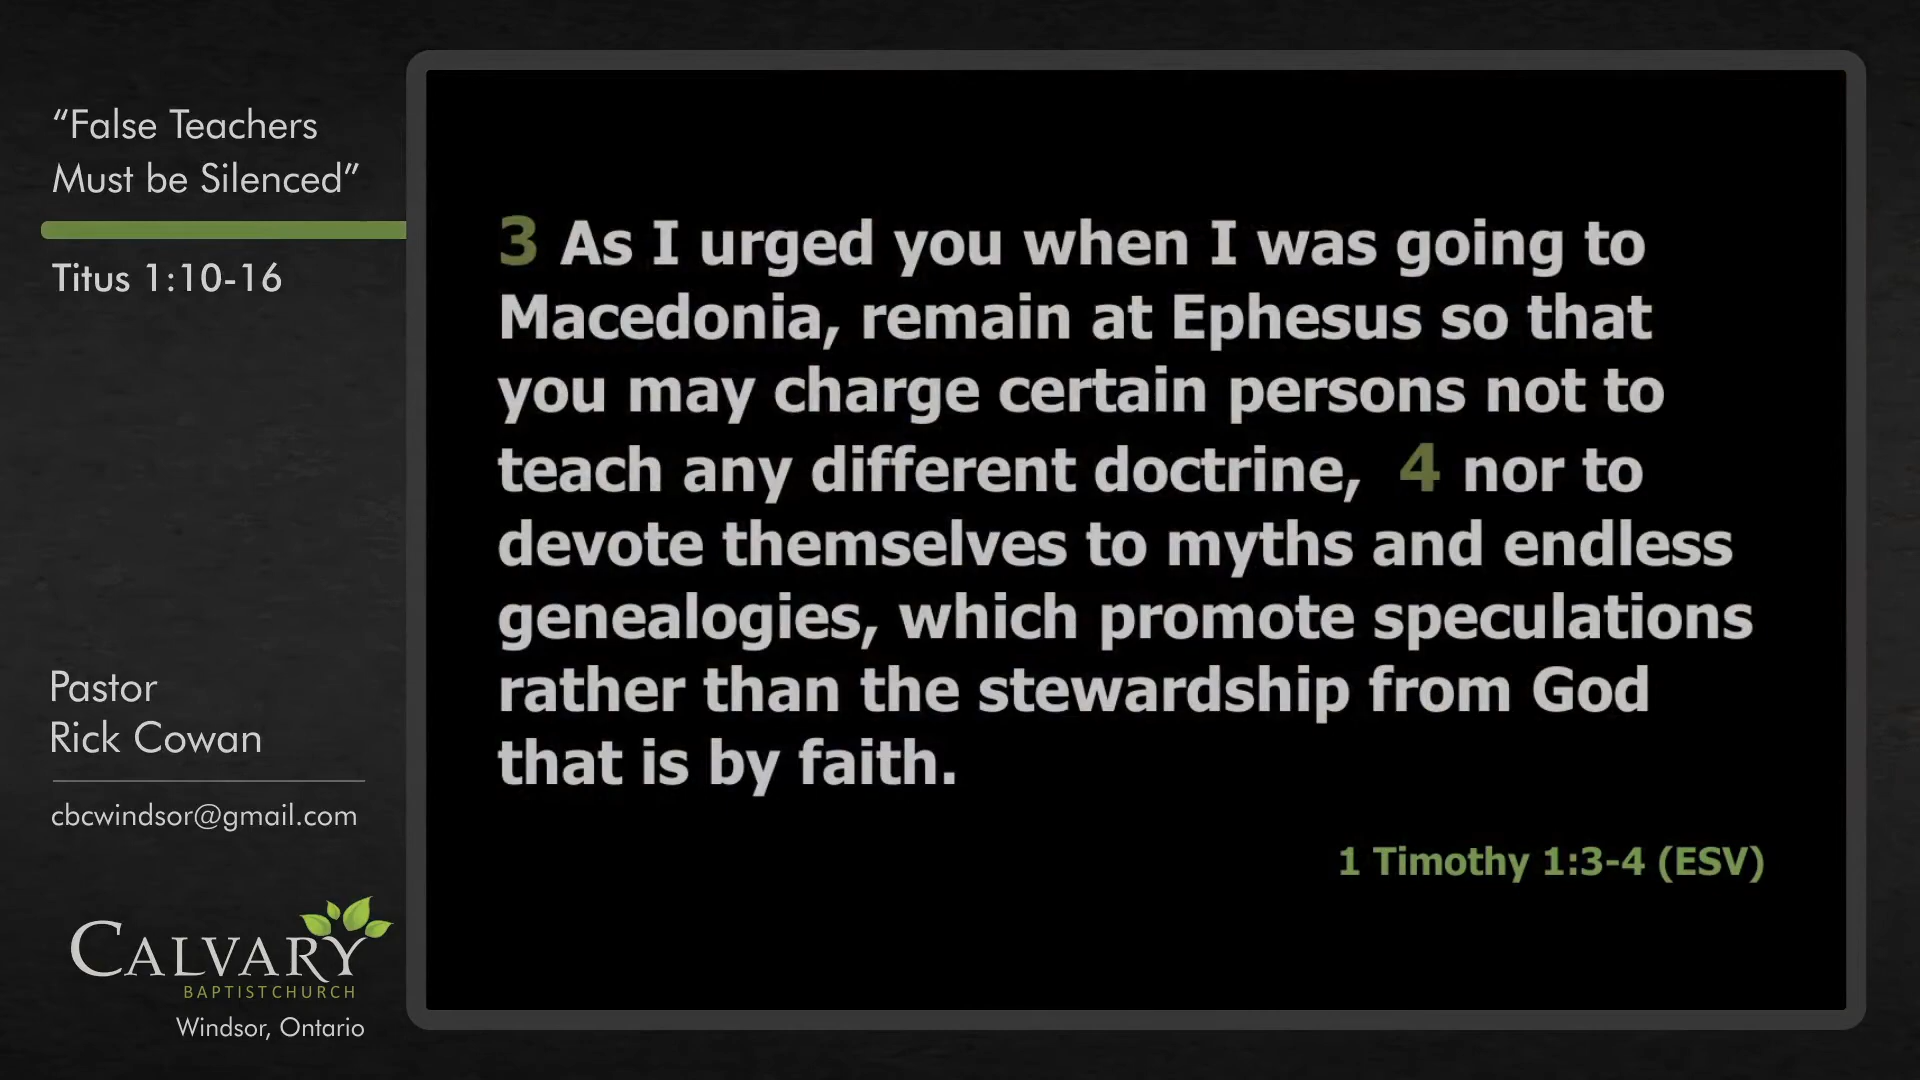 “False Teachers
Must be Silenced”
Titus 1:10-16
Pastor
Rick Cowan
cbcwindsor@gmail.com
CALVARY
BAPTISTCHURCH
Windsor, Ontario
3 As I urged you when I was going to
Macedonia, remain at Ephesus so that
you may charge certain persons not to
teach any different doctrine, 4 nor to
devote themselves to myths and endless
genealogies, which promote speculations
rather than the stewardship from God
that is by faith.
1 Timothy 1:3-4 (ESV)